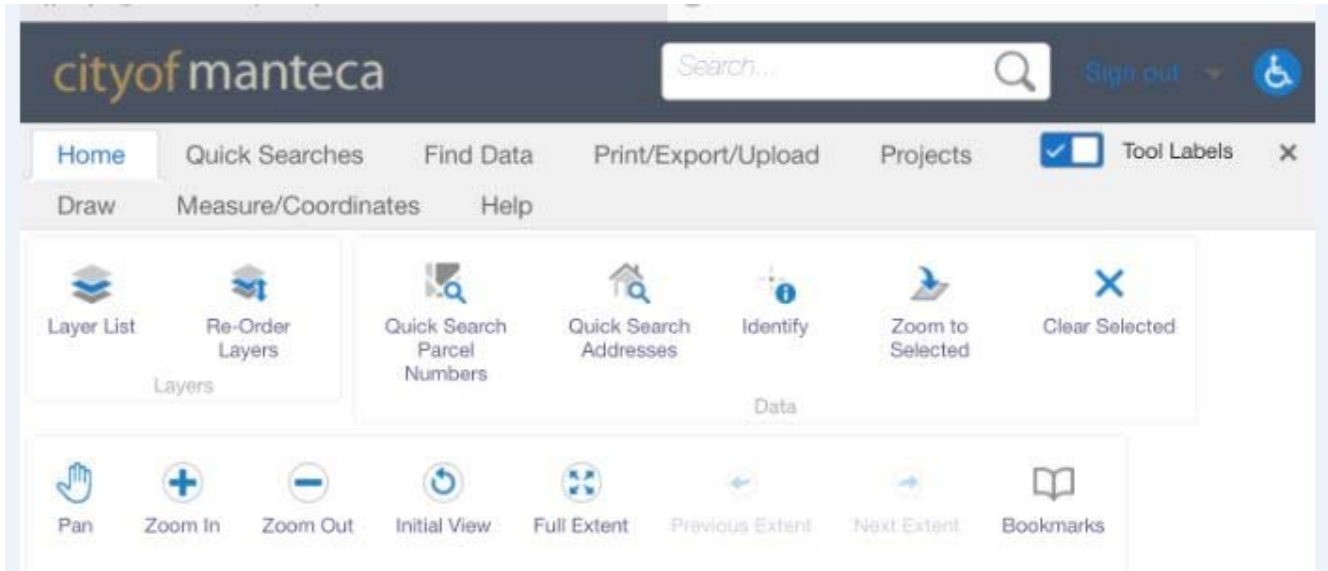 cityof manteca
Search...
Sign out
Home Quick Searches Find Data Print/Export/Upload Projects Tool Labels
Draw Measure/Coordinates Help
Layer List Re-Order Quick Search Quick Search Identify Zoom to Clear Selected
Layers Parcel Addresses Selected
Numbers
Layers
Data
Pan Zoom In Zoom Out Initial View Full Extent Previous Extent Next Extent Bookmarks